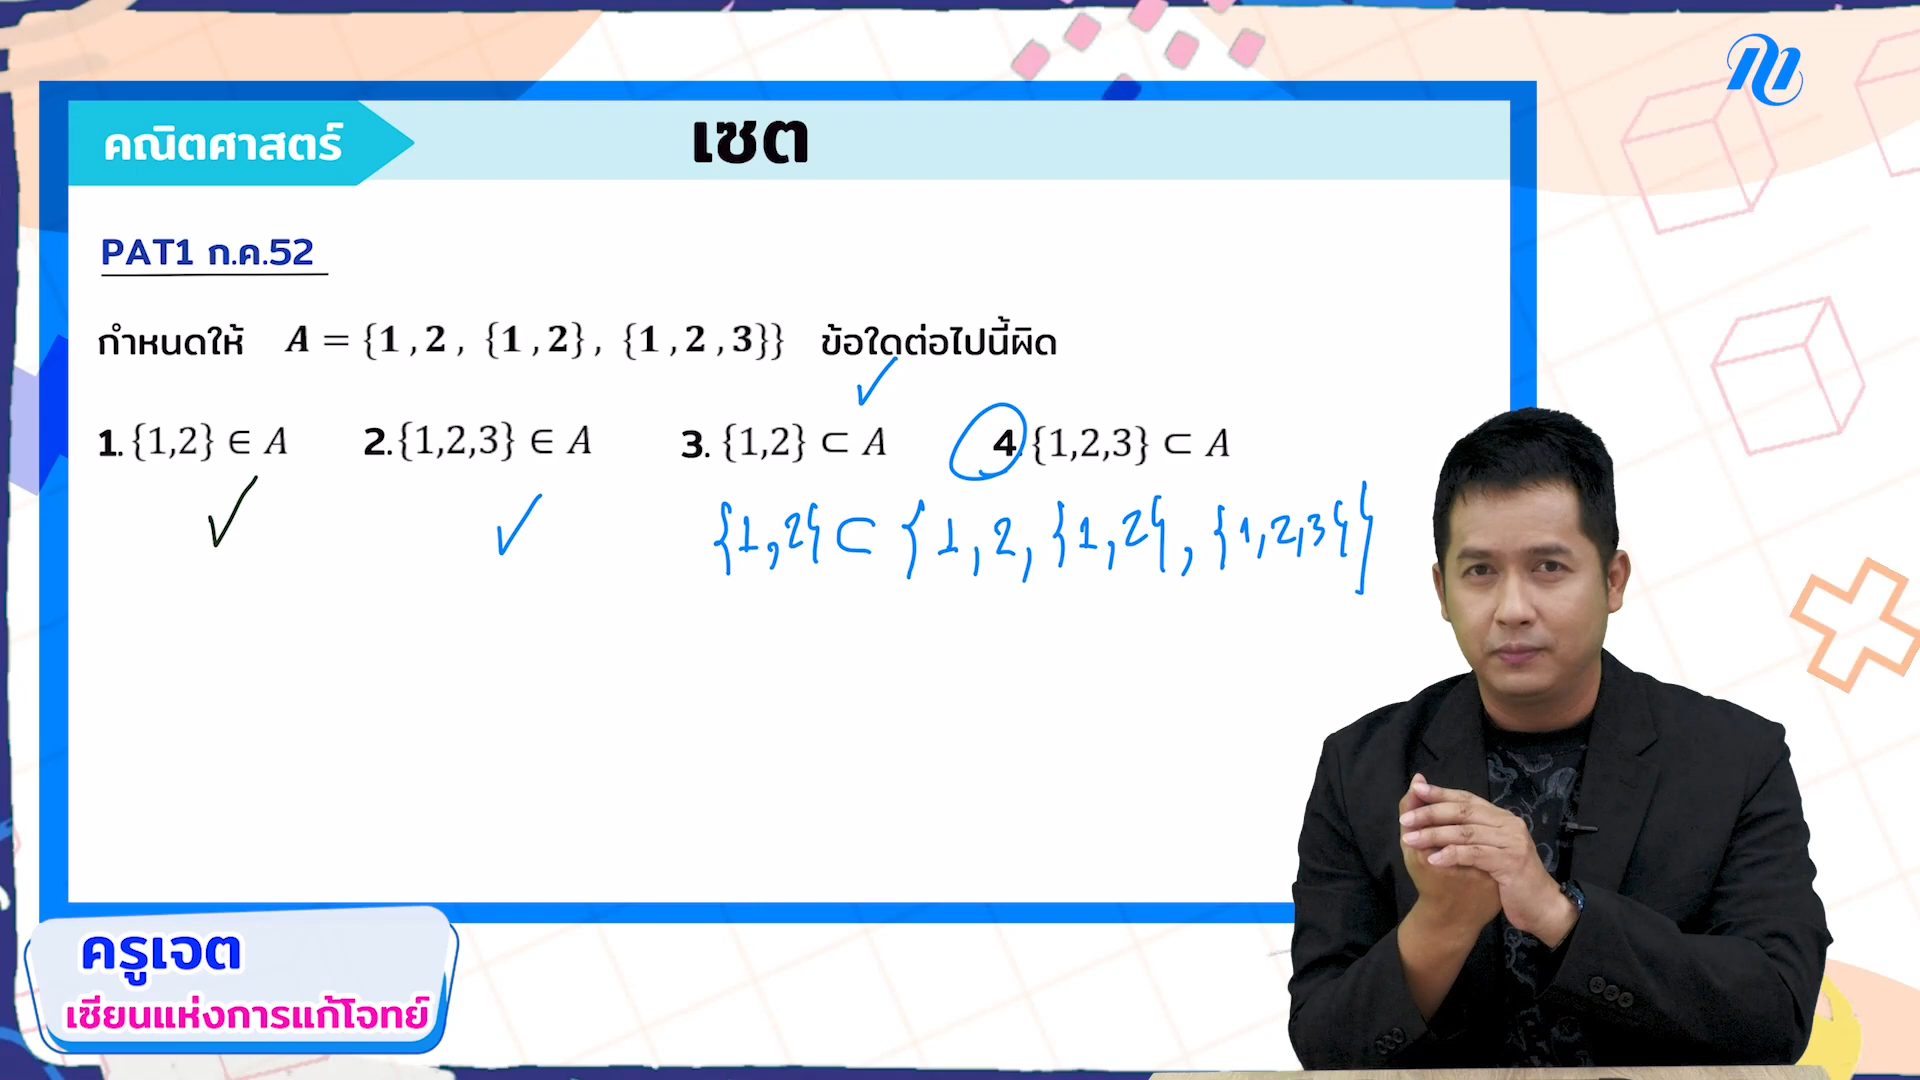 คณิตศาสตร์
เซต
PAT1 ก.ค.52
กำหนดให้ A = {1 , 2 , {1 , 2} , {1 , 2 , 3}} ข้อใดต่อไปนี้ผิด
1. {1,2} ∈ A 2. {1,2,3} ∈ A 3. {1,2} ⊂ A 4. {1,2,3} ⊂ A
{1,2} ⊂ { 1, 2, {1,2}, {1,2,3}}
ครูเจต
เซียนแห่งการแก้โจทย์